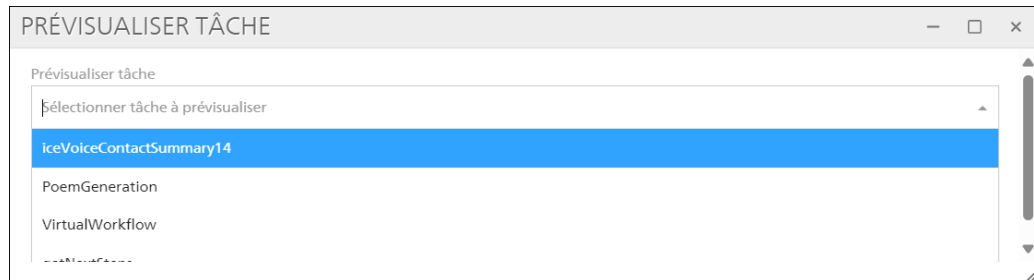 PRÉVISUALISER TÂCHE
Prévisualiser tâche
Sélectionner tâche à prévisualiser
iceVoiceContactSummary14
PoemGeneration
VirtualWorkflow